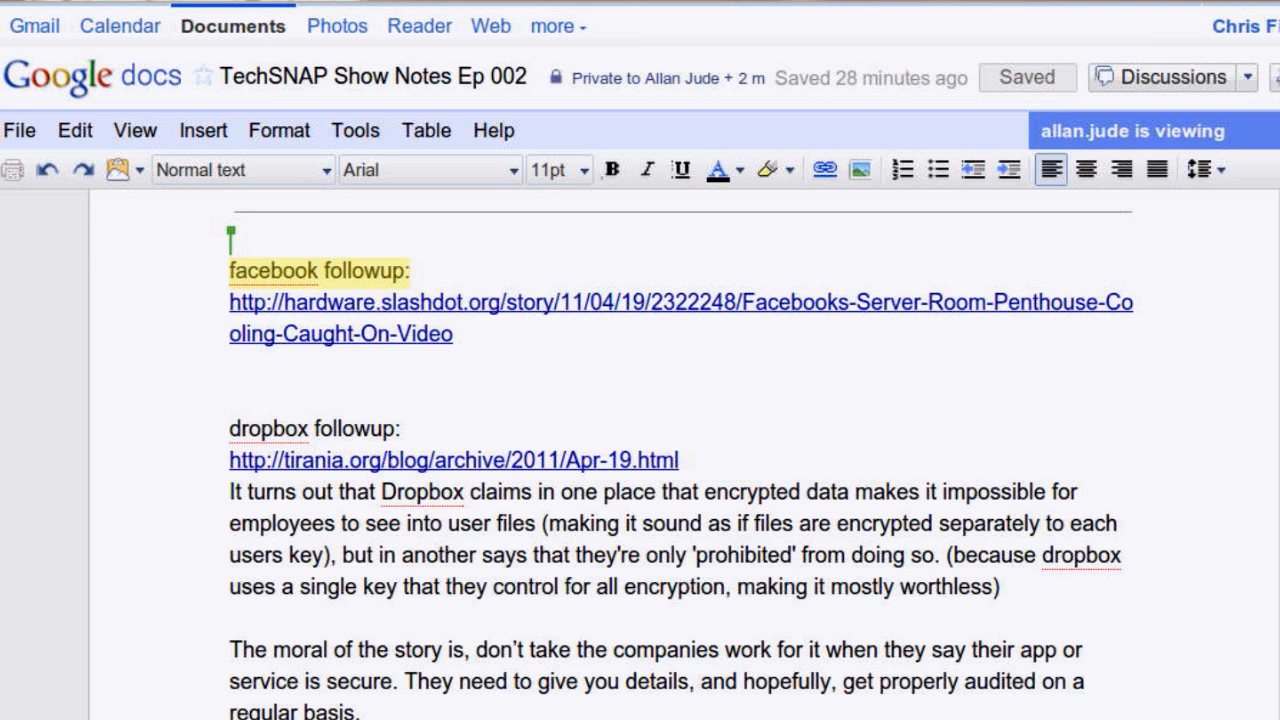 Gmail Calendar Documents Photos Reader Web more Chris Fi
Google docs TechSNAP Show Notes Ep 002 Private to Allan Jude + 2 m Saved 28 minutes ago Saved Discussions
File Edit View Insert Format Tools Table Help allan.jude is viewing
Normal text Arial 11pt B I U A
facebook followup:
http://hardware.slashdot.org/story/11/04/19/2322248/Facebooks-Server-Room-Penthouse-Co
oling-Caught-On-Video
dropbox followup:
http://tirania.org/blog/archive/2011/Apr-19.html
It turns out that Dropbox claims in one place that encrypted data makes it impossible for
employees to see into user files (making it sound as if files are encrypted separately to each
users key), but in another says that they're only 'prohibited' from doing so. (because dropbox
uses a single key that they control for all encryption, making it mostly worthless)
The moral of the story is, don’t take the companies work for it when they say their app or
service is secure. They need to give you details, and hopefully, get properly audited on a
regular basis.